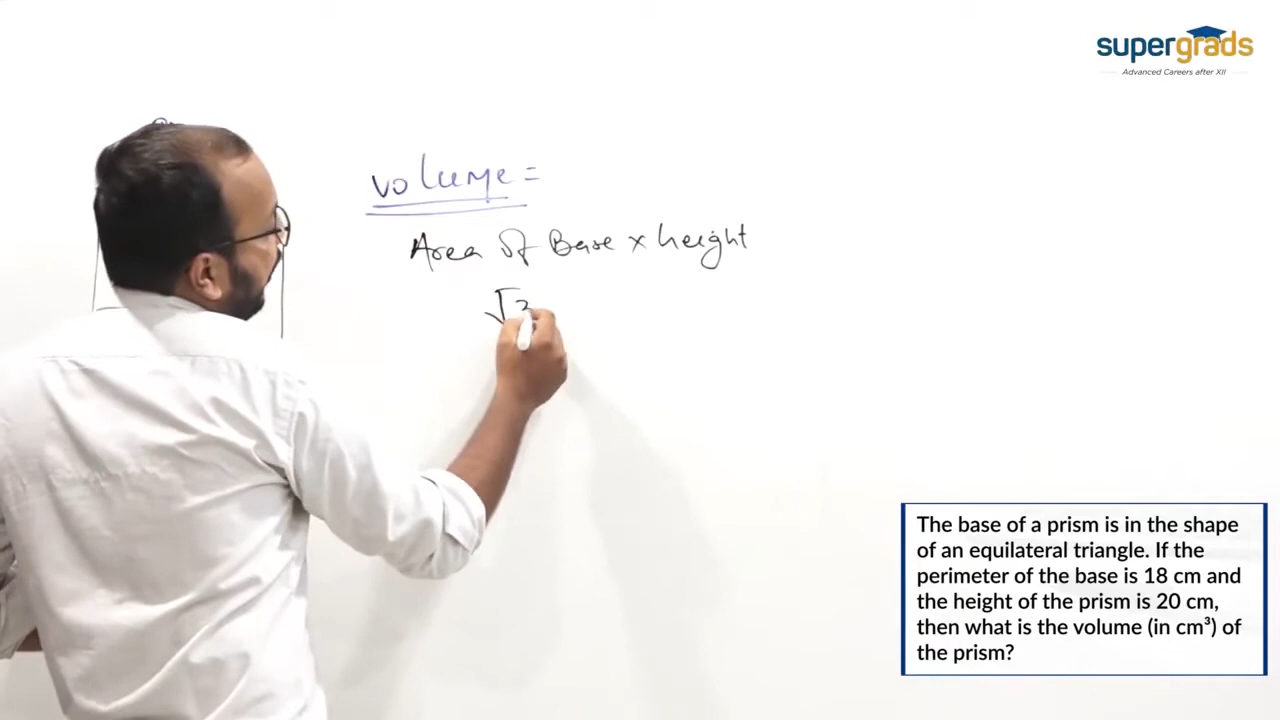 supergrads
Advanced Careers after XII
volume =
Area of Base × height
√3
The base of a prism is in the shape
of an equilateral triangle. If the
perimeter of the base is 18 cm and
the height of the prism is 20 cm,
then what is the volume (in cm³) of
the prism?